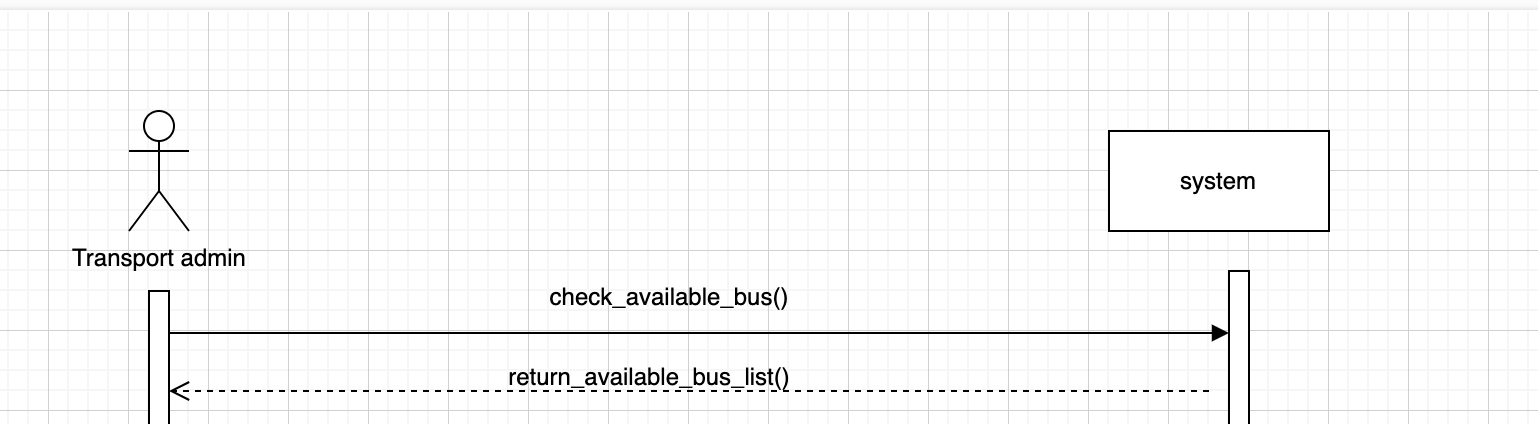 system
Transport admin
check_available_bus()
return_available_bus_list()